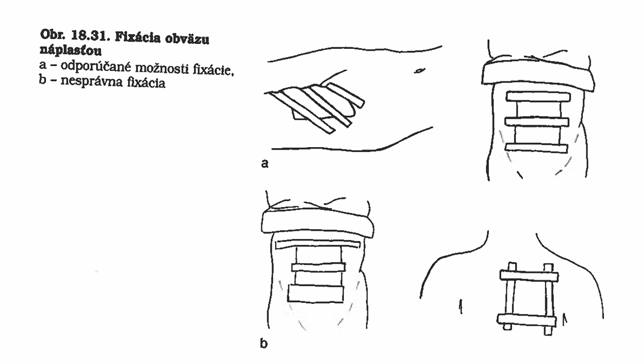 Obr. 18.31. Fixácia obväzu
náplasťou
a – odporúčané možnosti fixácie,
b – nesprávna fixácia
a
b